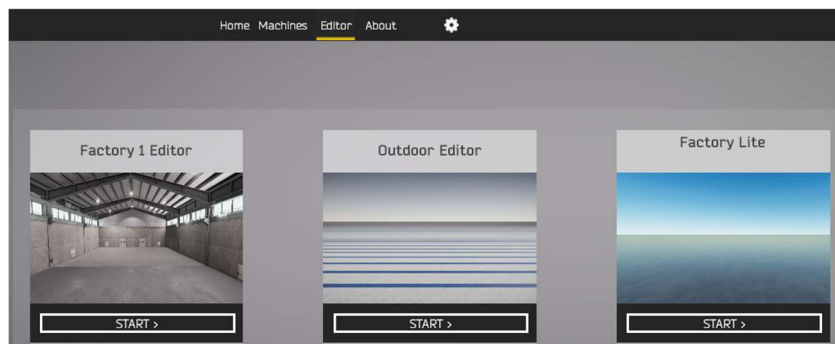 Home Machines Editor About
Factory 1 Editor
Outdoor Editor
Factory Lite
START >
START >
START >